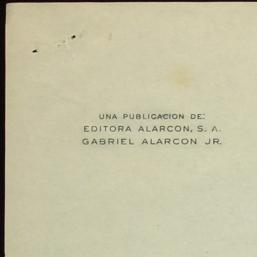 UNA PUBLICACION DE:
EDITORA ALARCON, S. A.
GABRIEL ALARCON JR.